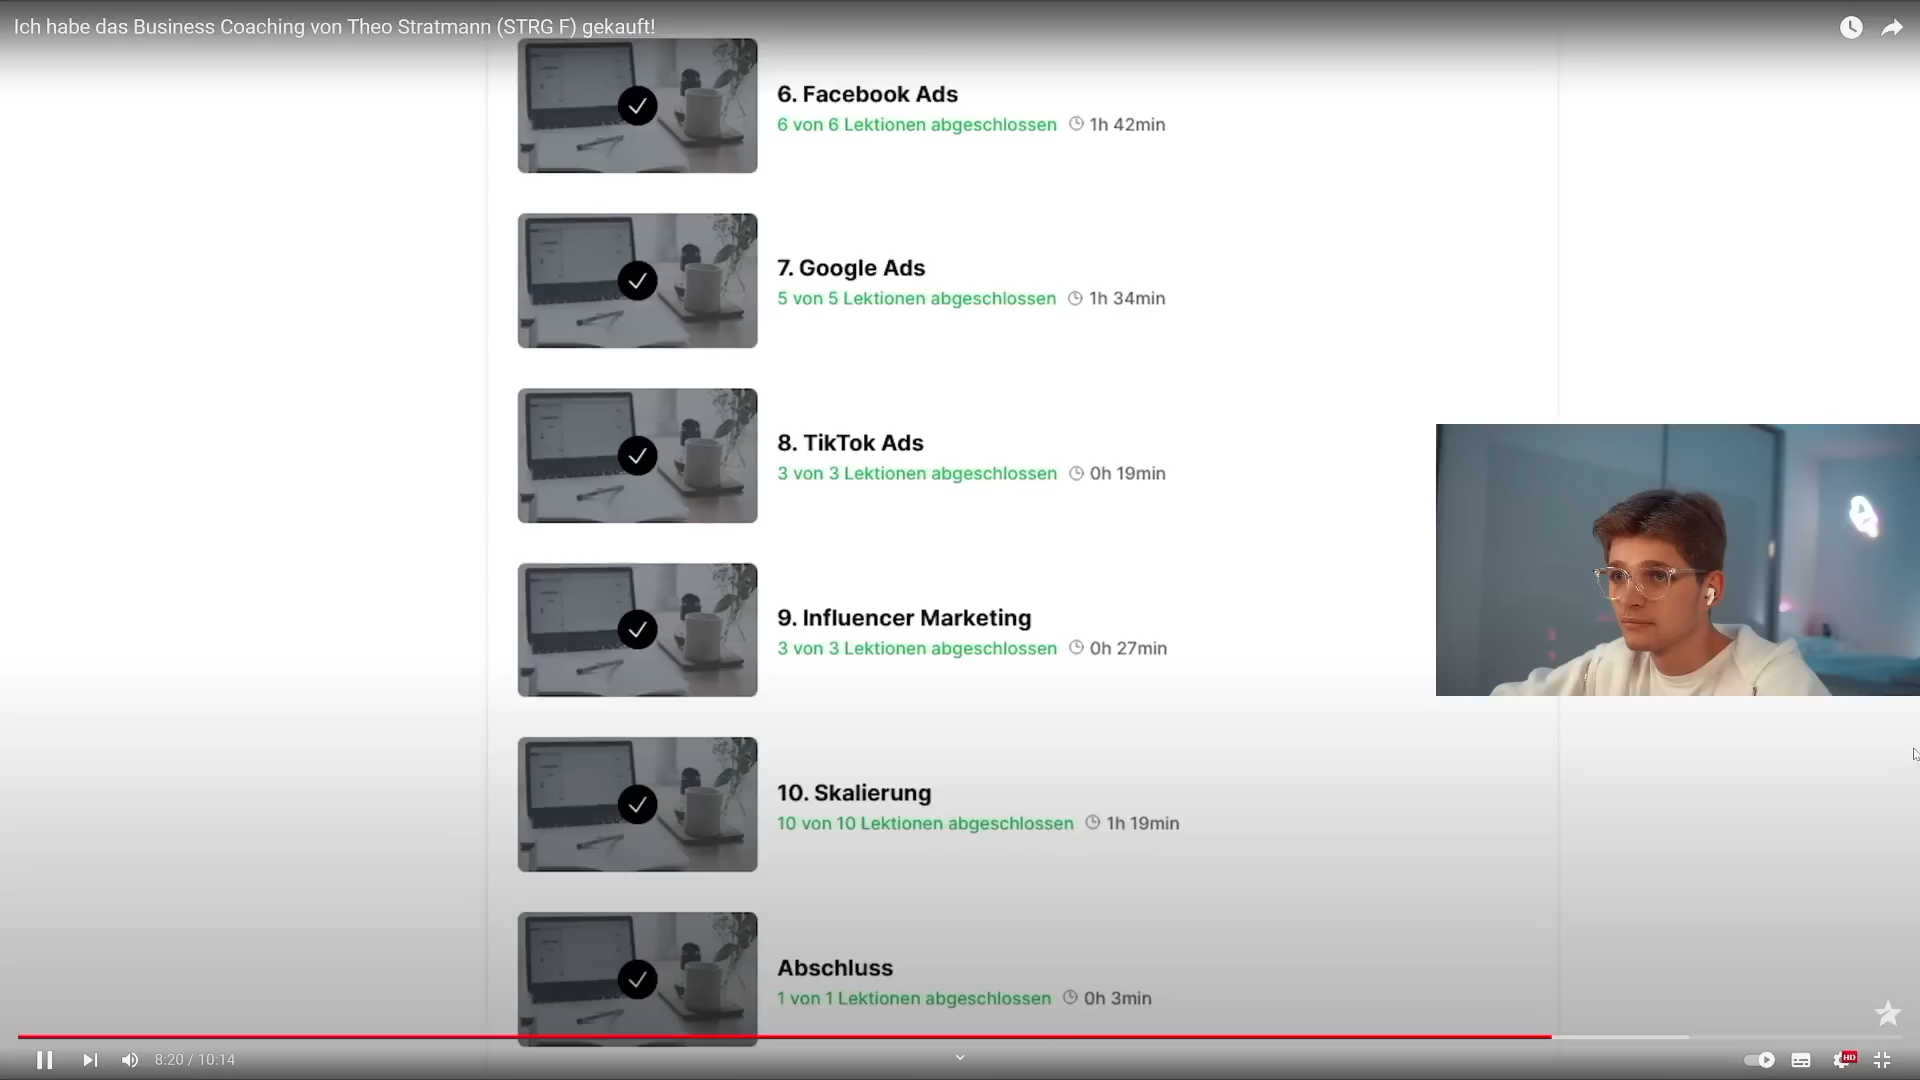 Ich habe das Business Coaching von Theo Stratmann (STRG F) gekauft!
6. Facebook Ads
6 von 6 Lektionen abgeschlossen 1h 42min
7. Google Ads
5 von 5 Lektionen abgeschlossen 1h 34min
8. TikTok Ads
3 von 3 Lektionen abgeschlossen 0h 19min
9. Influencer Marketing
3 von 3 Lektionen abgeschlossen 0h 27min
10. Skalierung
10 von 10 Lektionen abgeschlossen 1h 19min
Abschluss
1 von 1 Lektionen abgeschlossen 0h 3min
8:20 / 10:14
HD